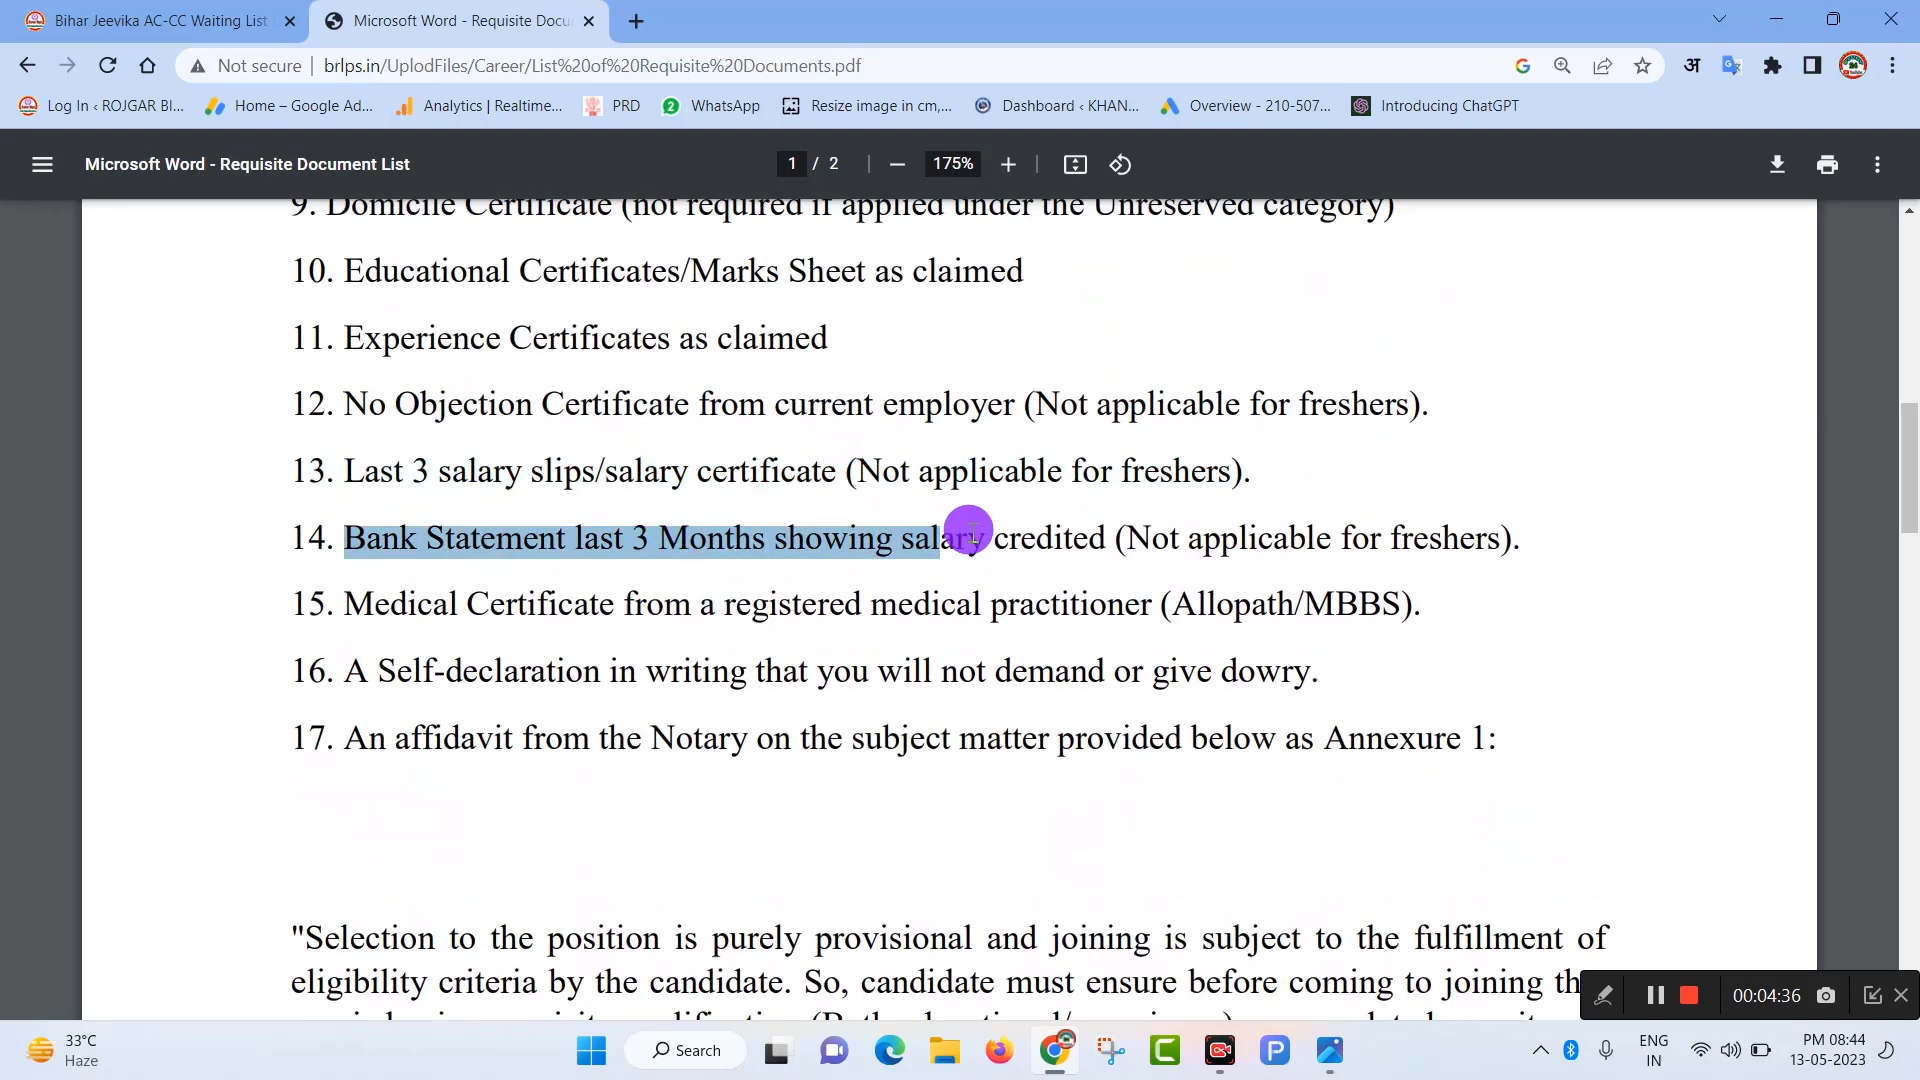 Bihar Jeevika AC-CC Waiting List
Microsoft Word - Requisite Docu
Not secure
brlps.in/UplodFiles/Career/List%20of%20Requisite%20Documents.pdf
Log In ‹ ROJGAR BI...
Home – Google Ad...
Analytics | Realtime...
PRD
2
WhatsApp
Resize image in cm,...
Dashboard ‹ KHAN...
Overview - 210-507...
Introducing ChatGPT
Microsoft Word - Requisite Document List
1 / 2
175%
9. Domicile Certificate (not required if applied under the Unreserved category)
10. Educational Certificates/Marks Sheet as claimed
11. Experience Certificates as claimed
12. No Objection Certificate from current employer (Not applicable for freshers).
13. Last 3 salary slips/salary certificate (Not applicable for freshers).
14. Bank Statement last 3 Months showing salary credited (Not applicable for freshers).
15. Medical Certificate from a registered medical practitioner (Allopath/MBBS).
16. A Self-declaration in writing that you will not demand or give dowry.
17. An affidavit from the Notary on the subject matter provided below as Annexure 1:
"Selection to the position is purely provisional and joining is subject to the fulfillment of
eligibility criteria by the candidate. So, candidate must ensure before coming to joining
00:04:36
33°C
Haze
Search
ENG
IN
PM 08:44
13-05-2023